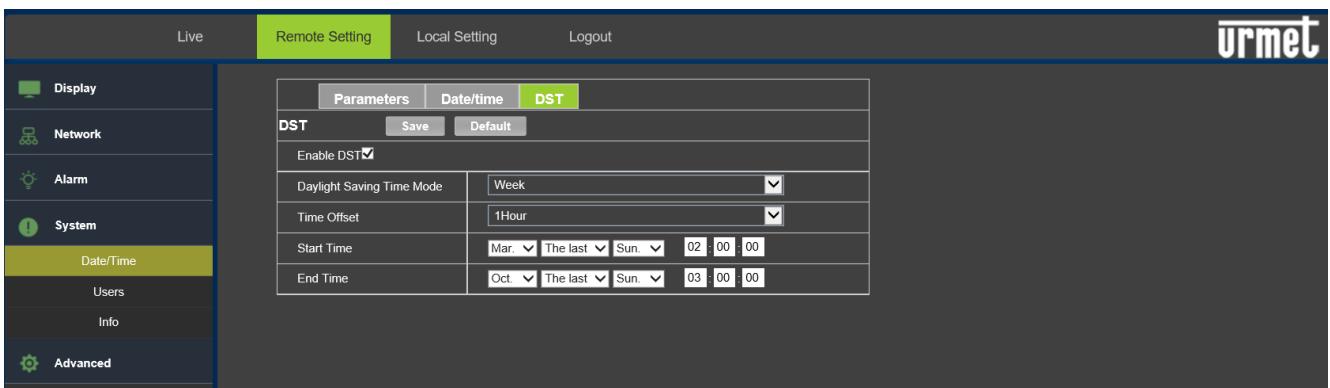 Live Remote Setting Local Setting Logout urmet
Display
Network
Alarm
System
Date/Time
Users
Info
Advanced
Parameters Date/time DST
DST Save Default
Enable DST
Daylight Saving Time Mode Week
Time Offset 1Hour
Start Time Mar. The last Sun. 02 : 00 : 00
End Time Oct. The last Sun. 03 : 00 : 00